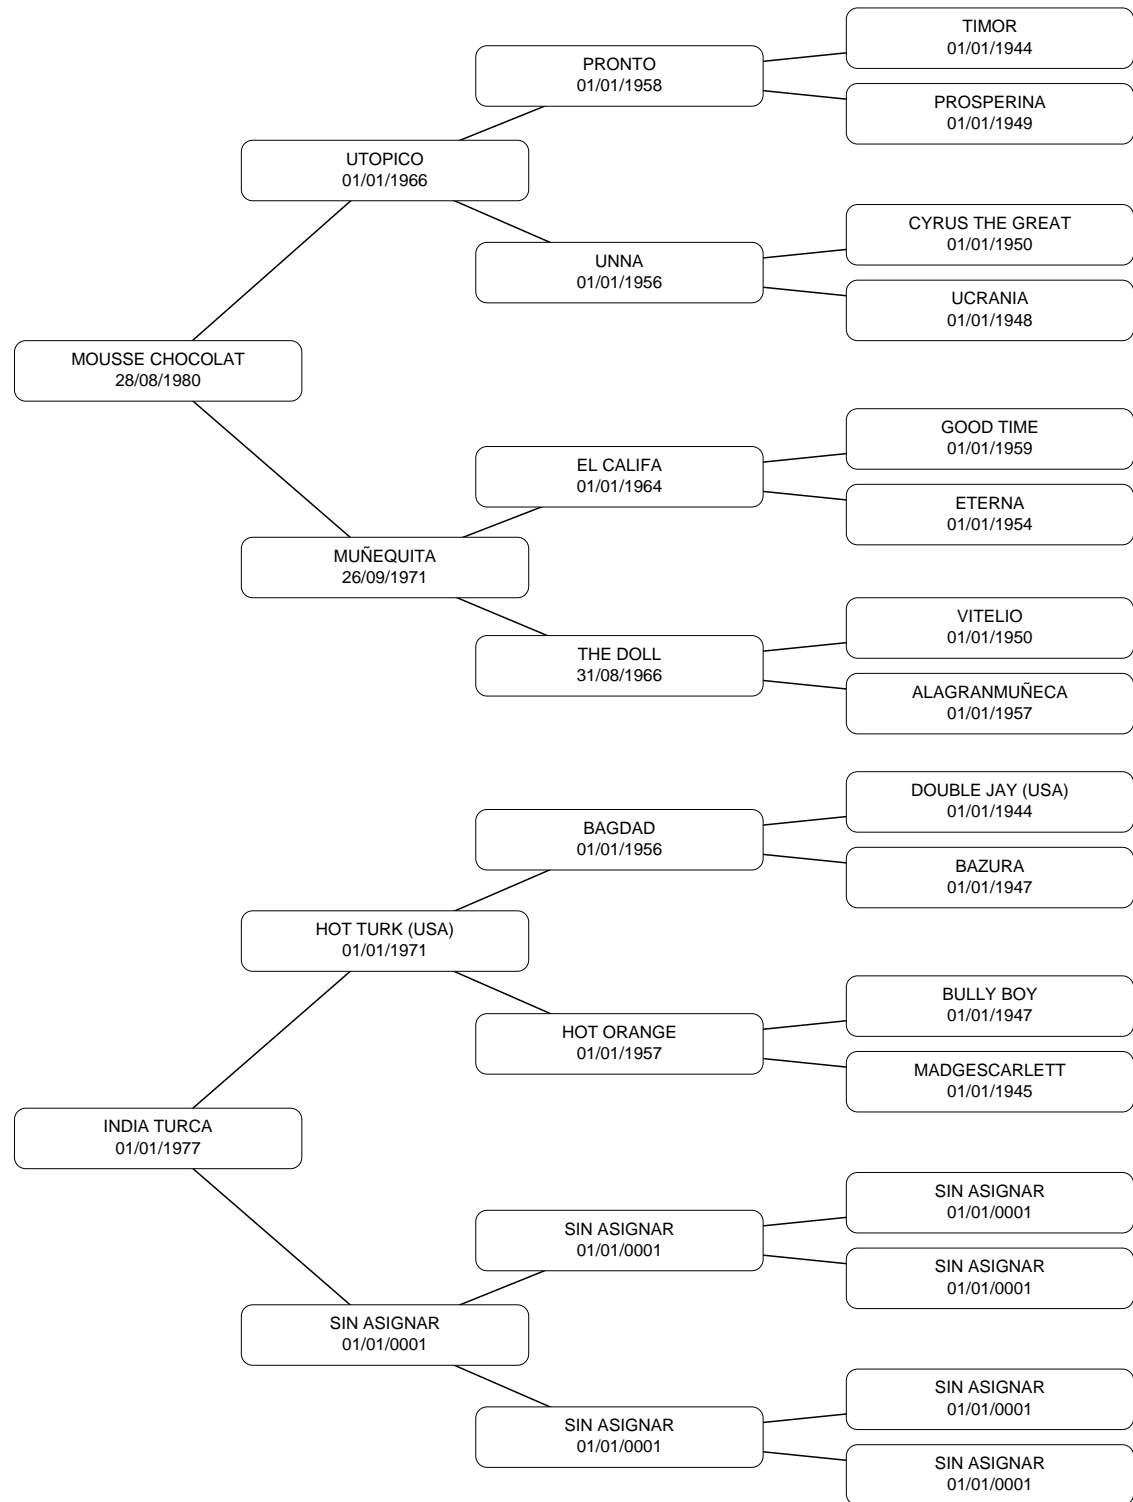 TIMOR
01/01/1944
PRONTO
01/01/1958
PROSPERINA
01/01/1949
UTOPICO
01/01/1966
CYRUS THE GREAT
01/01/1950
UNNA
01/01/1956
UCRANIA
01/01/1948
MOUSSE CHOCOLAT
28/08/1980
GOOD TIME
01/01/1959
EL CALIFA
01/01/1964
ETERNA
01/01/1954
MUÑEQUITA
26/09/1971
VITELIO
01/01/1950
THE DOLL
31/08/1966
ALAGRANMUÑECA
01/01/1957
DOUBLE JAY (USA)
01/01/1944
BAGDAD
01/01/1956
BAZURA
01/01/1947
HOT TURK (USA)
01/01/1971
BULLY BOY
01/01/1947
HOT ORANGE
01/01/1957
MADGESCARLETT
01/01/1945
INDIA TURCA
01/01/1977
SIN ASIGNAR
01/01/0001
SIN ASIGNAR
01/01/0001
SIN ASIGNAR
01/01/0001
SIN ASIGNAR
01/01/0001
SIN ASIGNAR
01/01/0001
SIN ASIGNAR
01/01/0001
SIN ASIGNAR
01/01/0001